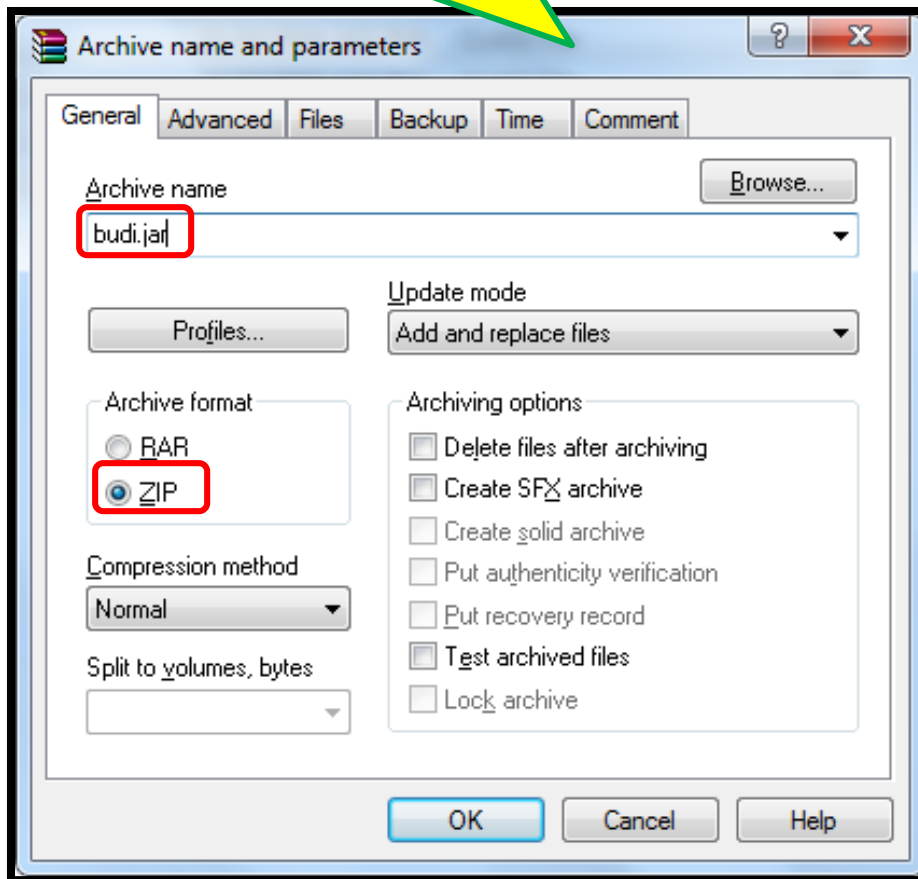 Archive name and parameters
General Advanced Files Backup Time Comment
Archive name
Browse...
budi.jar
Update mode
Profiles...
Add and replace files
Archive format
RAR
ZIP
Archiving options
Delete files after archiving
Create SFX archive
Create solid archive
Put authenticity verification
Put recovery record
Test archived files
Lock archive
Compression method
Normal
Split to volumes, bytes
OK Cancel Help